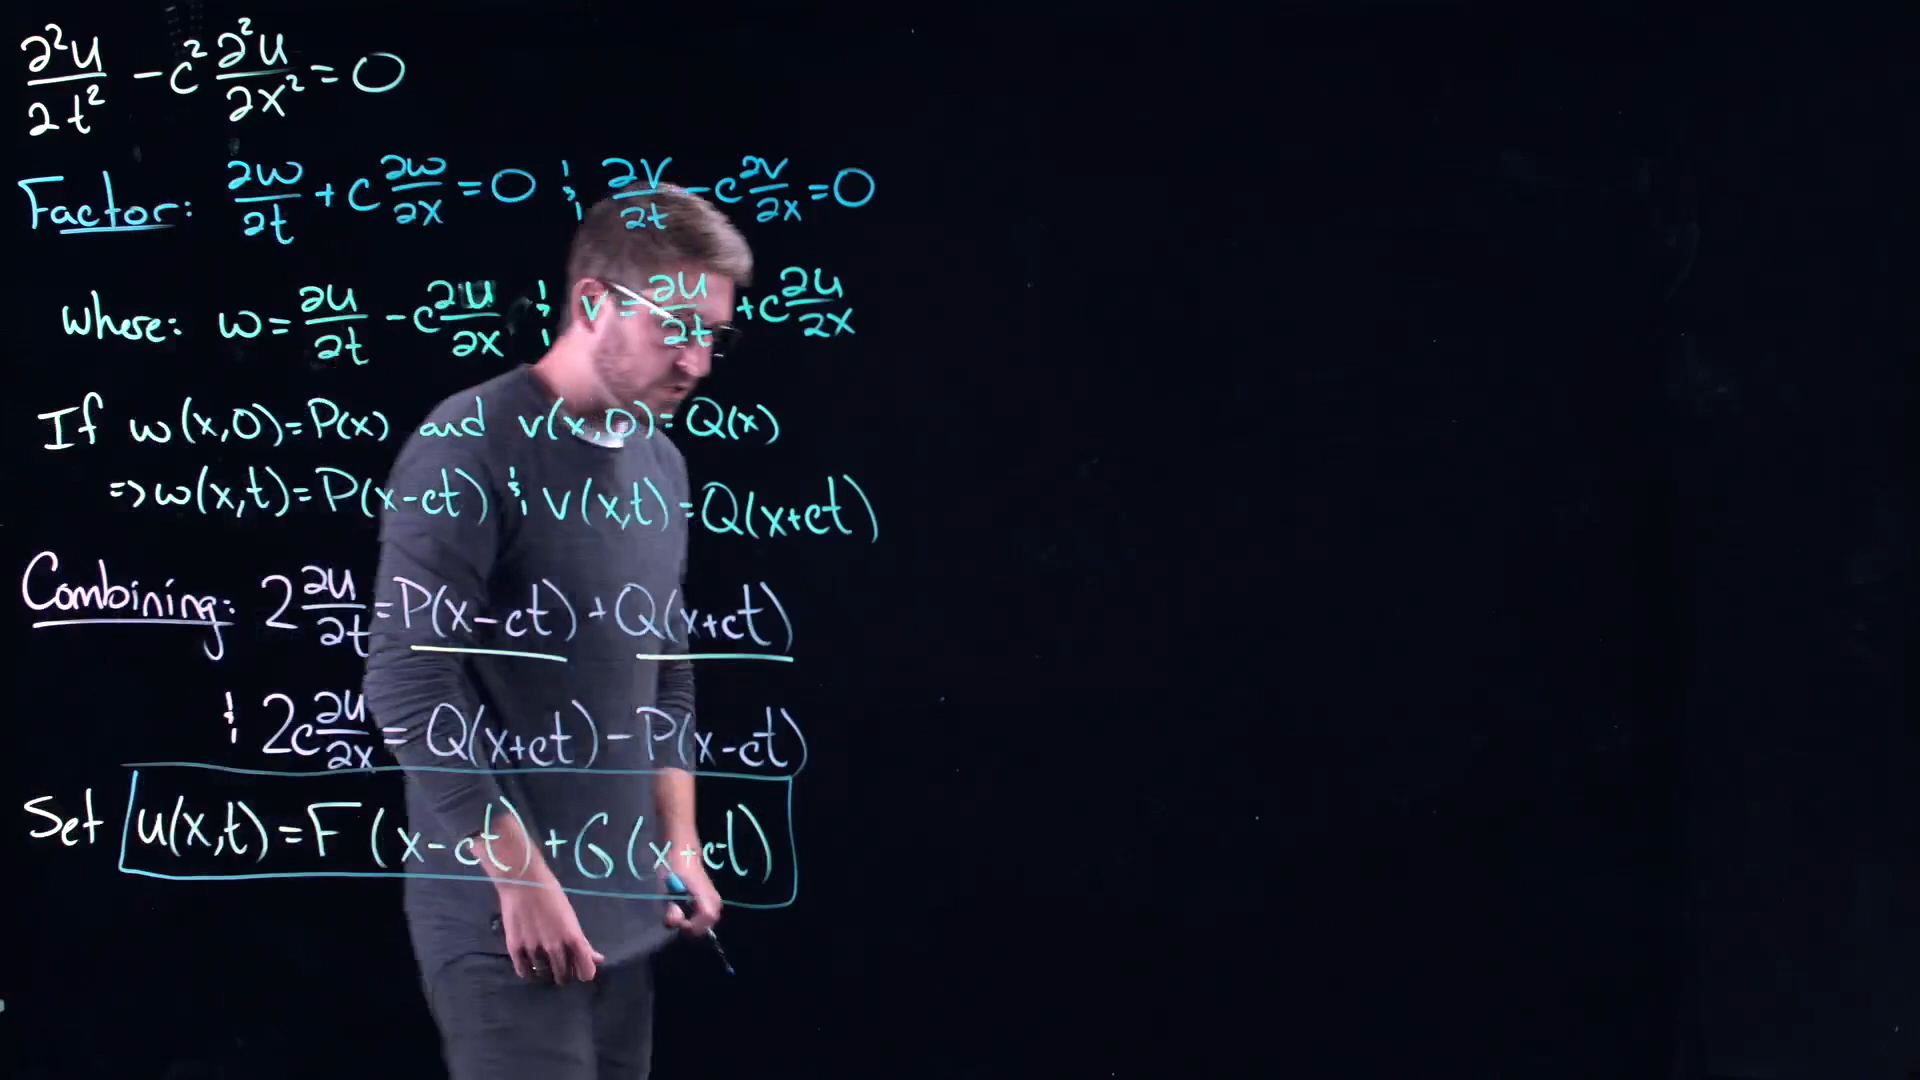 ∂²u/∂t² − c² ∂²u/∂x² = 0
Factor: ∂w/∂t + c ∂w/∂x = 0 & ∂v/∂t − c ∂v/∂x = 0
where: w = ∂u/∂t − c ∂u/∂x & v = ∂u/∂t + c ∂u/∂x
If w(x,0) = P(x) and v(x,0) = Q(x)
=> w(x,t) = P(x−ct) & v(x,t) = Q(x+ct)
Combining: 2 ∂u/∂t = P(x−ct) + Q(x+ct)
& 2c ∂u/∂x = Q(x+ct) − P(x−ct)
Set u(x,t) = F(x−ct) + G(x+ct)